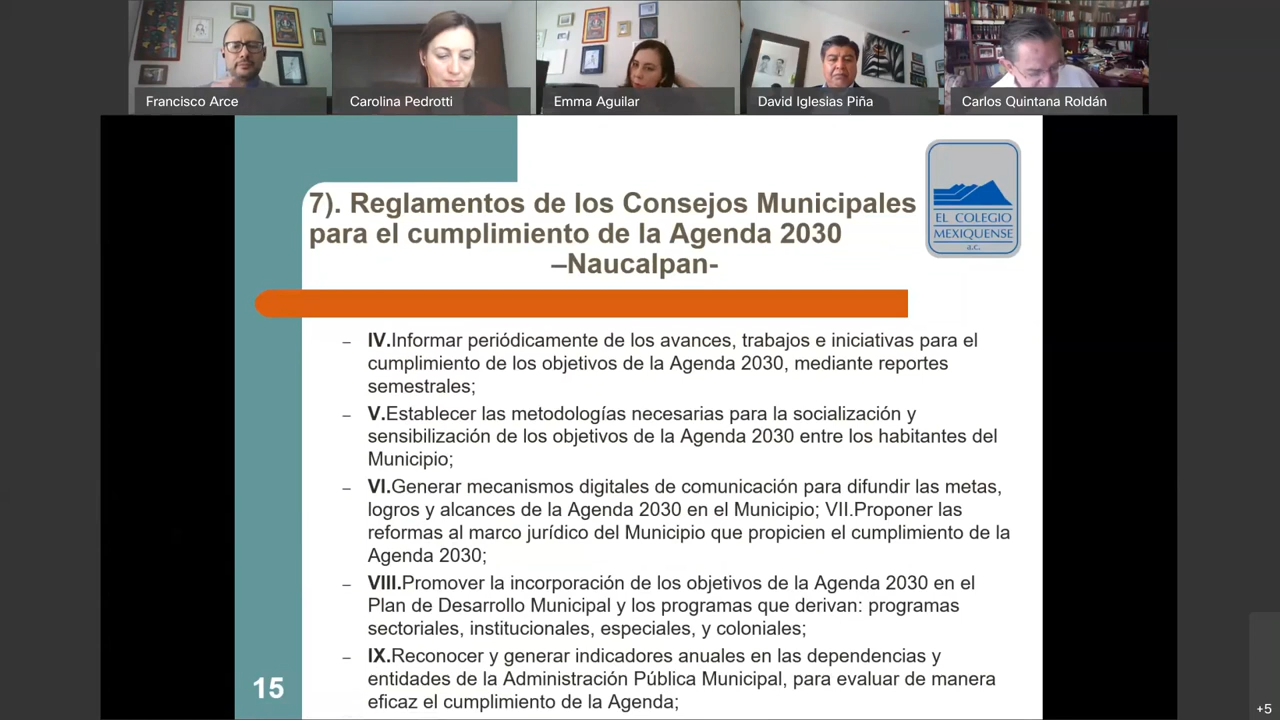 Francisco Arce
Carolina Pedrotti
Emma Aguilar
David Iglesias Piña
Carlos Quintana Roldán
7). Reglamentos de los Consejos Municipales
para el cumplimiento de la Agenda 2030
–Naucalpan-
EL COLEGIO
MEXIQUENSE
a.c.
– IV.Informar periódicamente de los avances, trabajos e iniciativas para el
cumplimiento de los objetivos de la Agenda 2030, mediante reportes
semestrales;
– V.Establecer las metodologías necesarias para la socialización y
sensibilización de los objetivos de la Agenda 2030 entre los habitantes del
Municipio;
– VI.Generar mecanismos digitales de comunicación para difundir las metas,
logros y alcances de la Agenda 2030 en el Municipio; VII.Proponer las
reformas al marco jurídico del Municipio que propicien el cumplimiento de la
Agenda 2030;
– VIII.Promover la incorporación de los objetivos de la Agenda 2030 en el
Plan de Desarrollo Municipal y los programas que derivan: programas
sectoriales, institucionales, especiales, y coloniales;
– IX.Reconocer y generar indicadores anuales en las dependencias y
entidades de la Administración Pública Municipal, para evaluar de manera
eficaz el cumplimiento de la Agenda;
15
+5